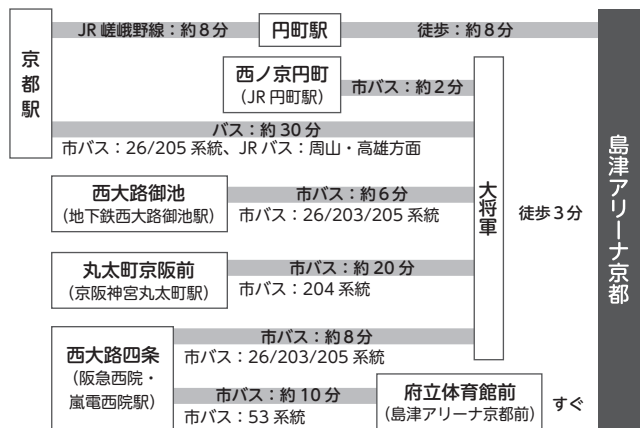 京都駅
JR 嵯峨野線：約８分
円町駅
徒歩：約８分
西ノ京円町
（JR 円町駅）
市バス：約２分
バス：約 30 分
市バス：26/205 系統、JR バス：周山・高雄方面
西大路御池
（地下鉄西大路御池駅）
市バス：約６分
市バス：26/203/205 系統
丸太町京阪前
（京阪神宮丸太町駅）
市バス：約 20 分
市バス：204 系統
西大路四条
（阪急西院・
嵐電西院駅）
市バス：約８分
市バス：26/203/205 系統
市バス：約 10 分
市バス：53 系統
大将軍
徒歩３分
府立体育館前
（島津アリーナ京都前）
すぐ
島津アリーナ京都